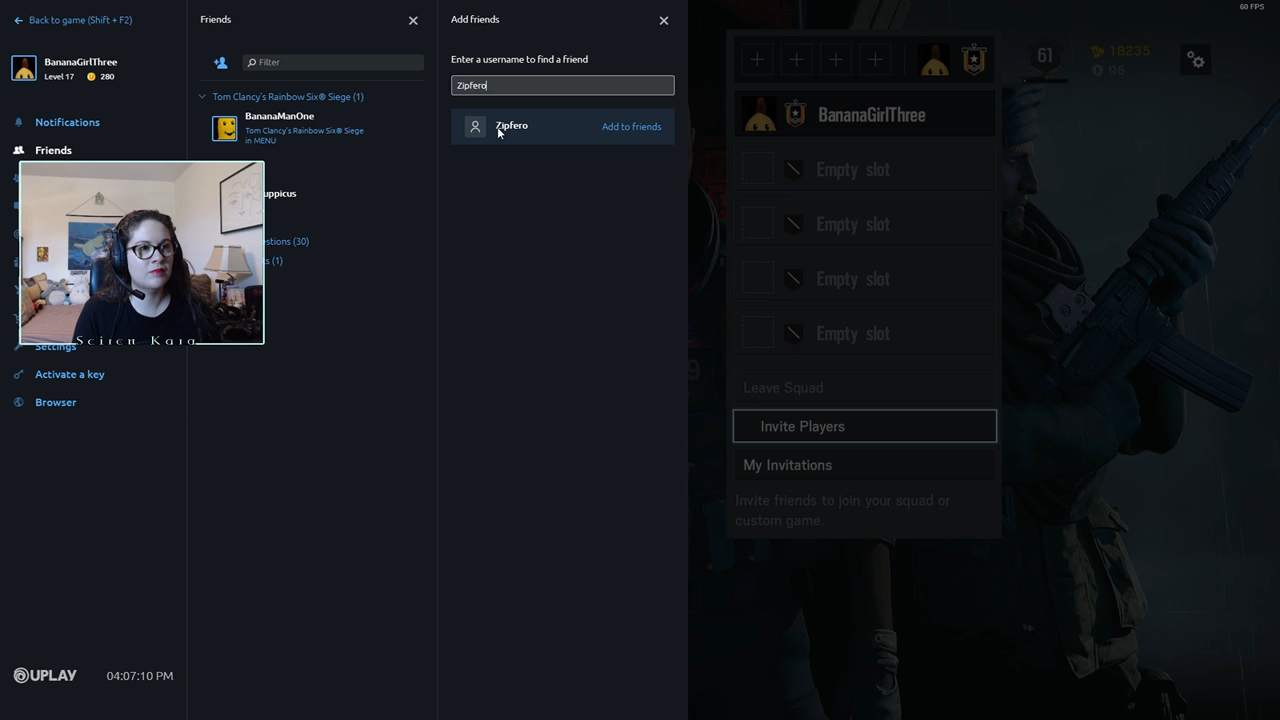 Back to game (Shift + F2)
BananaGirlThree
Level 17
280
Notifications
Friends
Settings
Activate a key
Browser
UPLAY
04:07:10 PM
Friends
Filter
Tom Clancy's Rainbow Six® Siege (1)
BananaManOne
Tom Clancy's Rainbow Six® Siege
in MENU
uppicus
estions (30)
s (1)
Add friends
Enter a username to find a friend
Zipfero
Zipfero
Add to friends
60 FPS
61
18235
96
BananaGirlThree
Empty slot
Empty slot
Empty slot
Empty slot
Leave Squad
Invite Players
My Invitations
Invite friends to join your squad or
custom game.